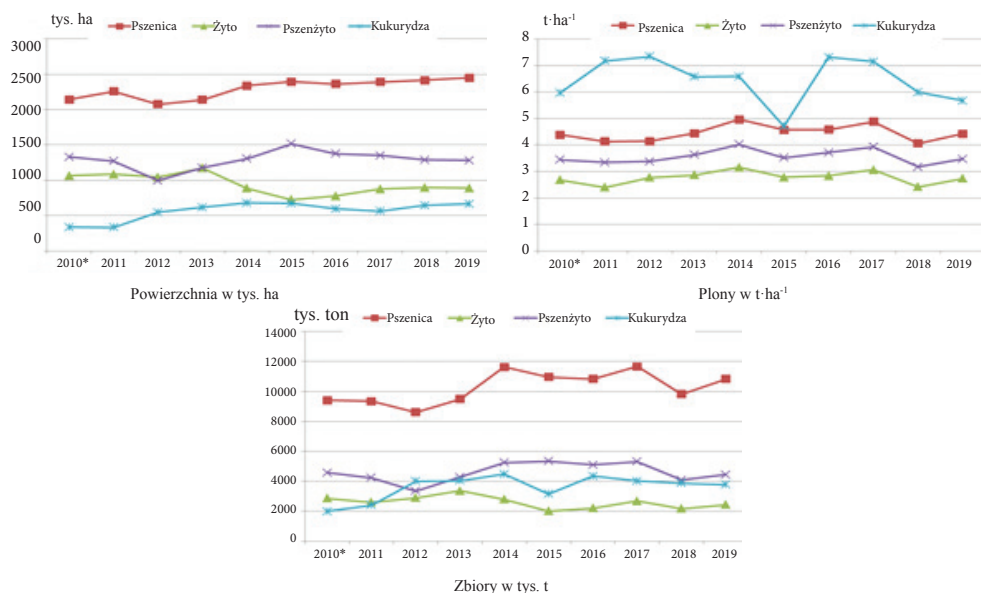 tys. ha
Pszenica Żyto Pszenżyto Kukurydza
3000
2500
2000
1500
1000
500
0
2010* 2011 2012 2013 2014 2015 2016 2017 2018 2019
Powierzchnia w tys. ha
t·ha⁻¹
Pszenica Żyto Pszenżyto Kukurydza
8
7
6
5
4
3
2
1
0
2010* 2011 2012 2013 2014 2015 2016 2017 2018 2019
Plony w t·ha⁻¹
tys. ton
Pszenica Żyto Pszenżyto Kukurydza
14000
12000
10000
8000
6000
4000
2000
0
2010* 2011 2012 2013 2014 2015 2016 2017 2018 2019
Zbiory w tys. t